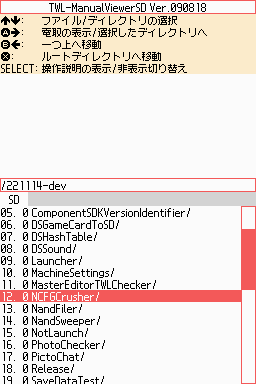 TWL-ManualViewerSD Ver.090818
↑↓: ファイル/ディレクトリの選択
Ⓐ→: 電取の表示/選択したディレクトリへ
Ⓑ←: 一つ上へ移動
Ⓧ: ルートディレクトリへ移動
SELECT: 操作説明の表示/非表示切り替え
/221114-dev
SD
05. 0 ComponentSDKVersionIdentifier/
06. 0 DSGameCardToSD/
07. 0 DSHashTable/
08. 0 DSSound/
09. 0 Launcher/
10. 0 MachineSettings/
11. 0 MasterEditorTWLChecker/
12. 0 NCFGCrusher/
13. 0 NandFiler/
14. 0 NandSweeper/
15. 0 NotLaunch/
16. 0 PhotoChecker/
17. 0 PictoChat/
18. 0 Release/
19. 0 SaveDataTest/